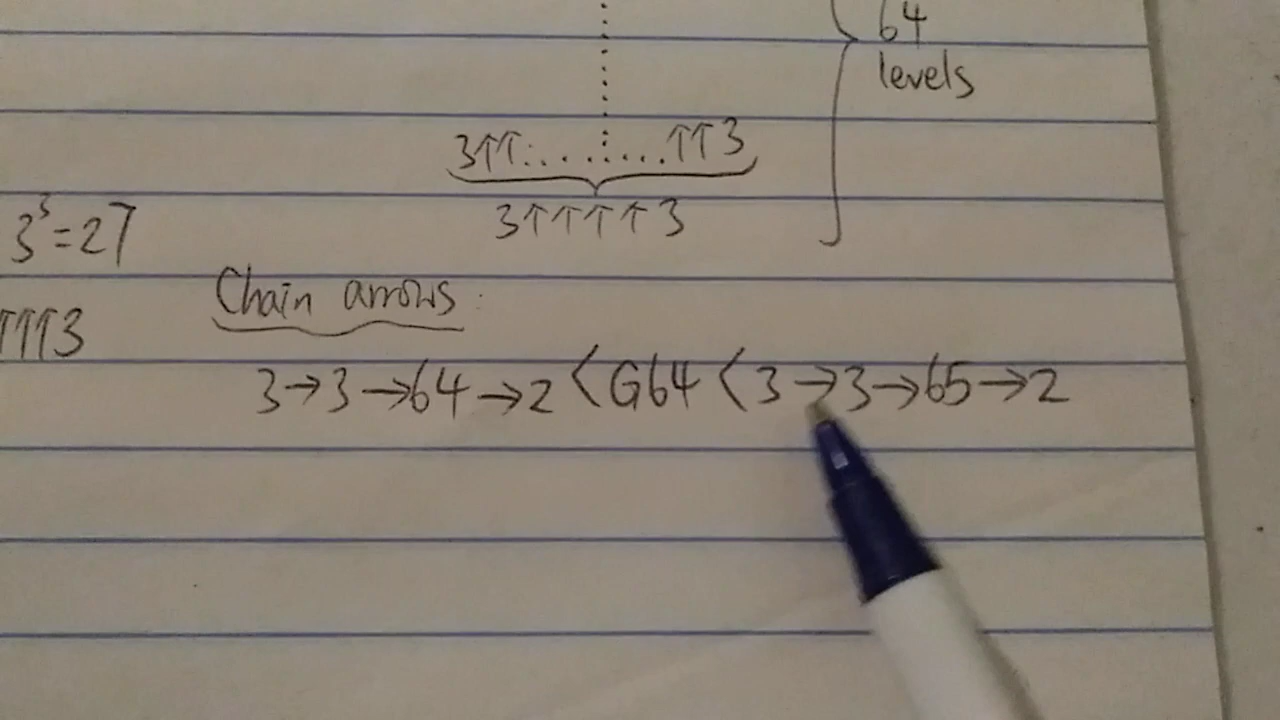 64
levels
3↑↑.........↑↑3
3↑↑↑↑3
3³=27
Chain arrows:
↑↑↑3
3→3→64→2<G64<3→3→65→2